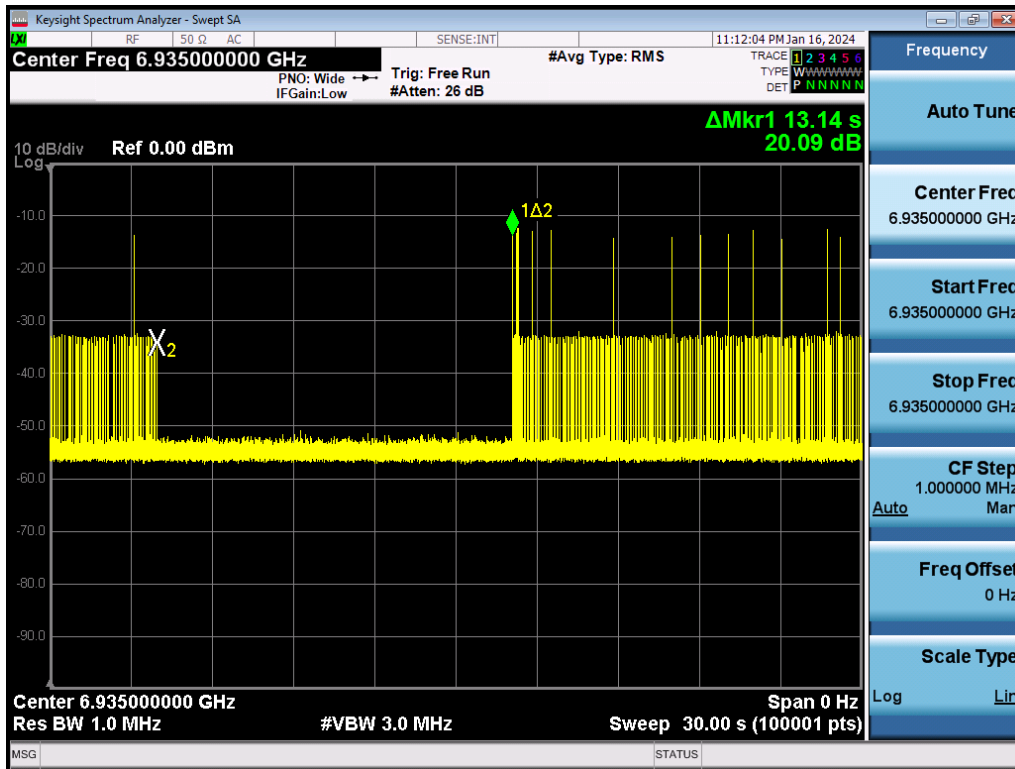 Keysight Spectrum Analyzer - Swept SA
LXI
RF
50 Ω AC
SENSE:INT
11:12:04 PM Jan 16, 2024
Center Freq 6.935000000 GHz
PNO: Wide
IFGain:Low
Trig: Free Run
#Atten: 26 dB
#Avg Type: RMS
TRACE 1 2 3 4 5 6
TYPE WWWWWW
DET P N N N N N
ΔMkr1 13.14 s
20.09 dB
10 dB/div
Log
Ref 0.00 dBm
-10.0
-20.0
-30.0
-40.0
-50.0
-60.0
-70.0
-80.0
-90.0
1Δ2
X2
Center 6.935000000 GHz
Res BW 1.0 MHz
#VBW 3.0 MHz
Span 0 Hz
Sweep 30.00 s (100001 pts)
MSG
STATUS
Frequency
Auto Tune
Center Freq
6.935000000 GHz
Start Freq
6.935000000 GHz
Stop Freq
6.935000000 GHz
CF Step
1.000000 MHz
Auto Man
Freq Offset
0 Hz
Scale Type
Log Lin